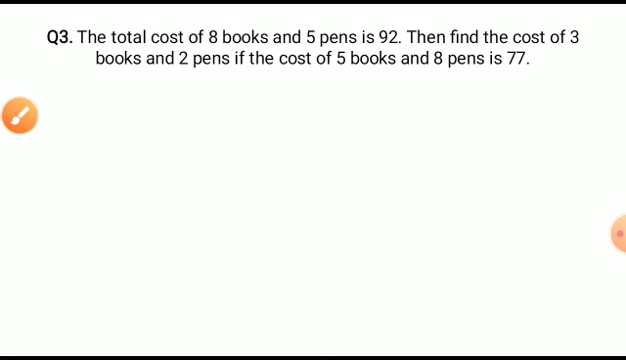 Q3. The total cost of 8 books and 5 pens is 92. Then find the cost of 3
books and 2 pens if the cost of 5 books and 8 pens is 77.